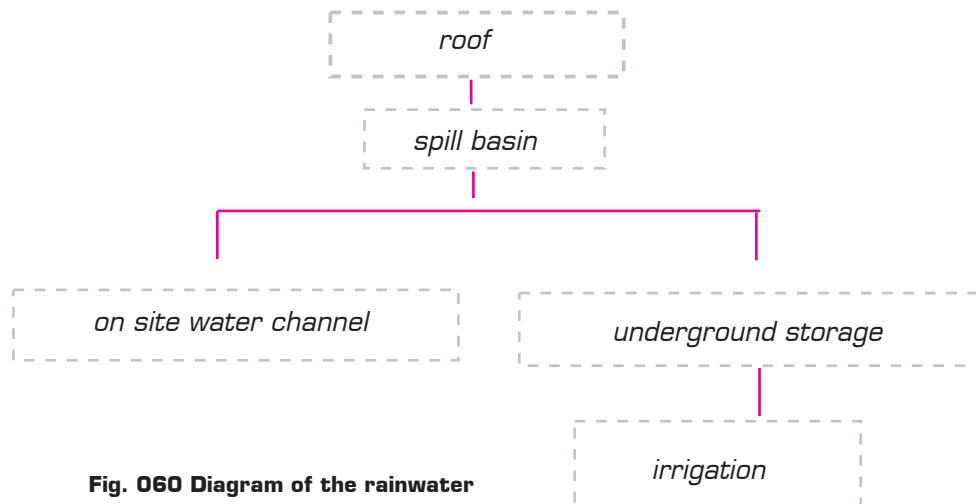 roof
spill basin
on site water channel
underground storage
irrigation
Fig. 060 Diagram of the rainwater